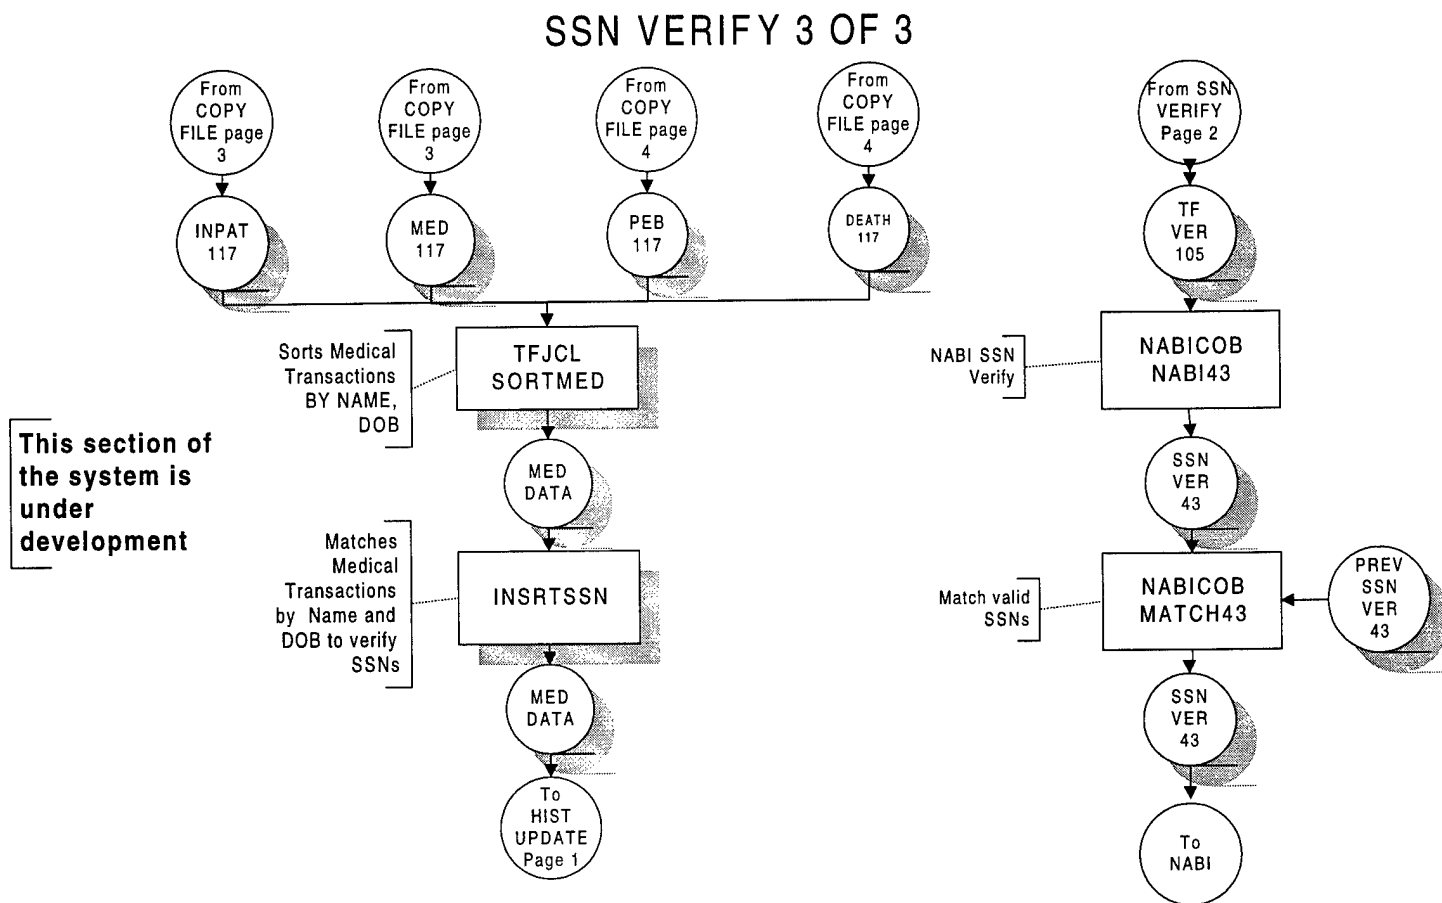 SSN VERIFY 3 OF 3
From
COPY
FILE page
3
From
COPY
FILE page
3
From
COPY
FILE page
4
From
COPY
FILE page
4
From SSN
VERIFY
Page 2
INPAT
117
MED
117
PEB
117
DEATH
117
TF
VER
105
Sorts Medical
Transactions
BY NAME,
DOB
TFJCL
SORTMED
NABI SSN
Verify
NABICOB
NABI43
This section of
the system is
under
development
MED
DATA
SSN
VER
43
Matches
Medical
Transactions
by Name and
DOB to verify
SSNs
INSRTSSN
Match valid
SSNs
NABICOB
MATCH43
PREV
SSN
VER
43
MED
DATA
SSN
VER
43
To
HIST
UPDATE
Page 1
To
NABI